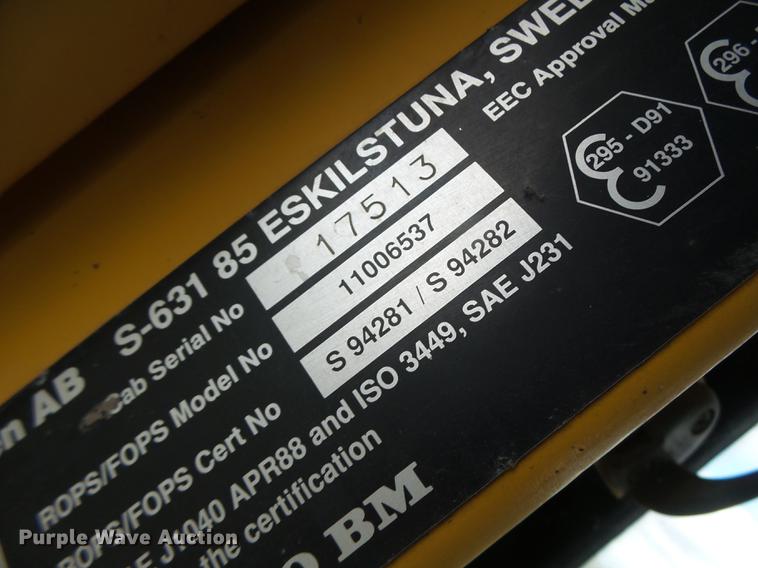 AB S-631 85 ESKILSTUNA,
EEC Approval
Cab Serial No 17513
ROPS/FOPS Model No 11006537
ROPS/FOPS Cert No S 94281 / S 94282
J1040 APR88 and ISO 3449, SAE J231
the certification
BM
295 - D91
91333
296 -
Purple Wave Auction